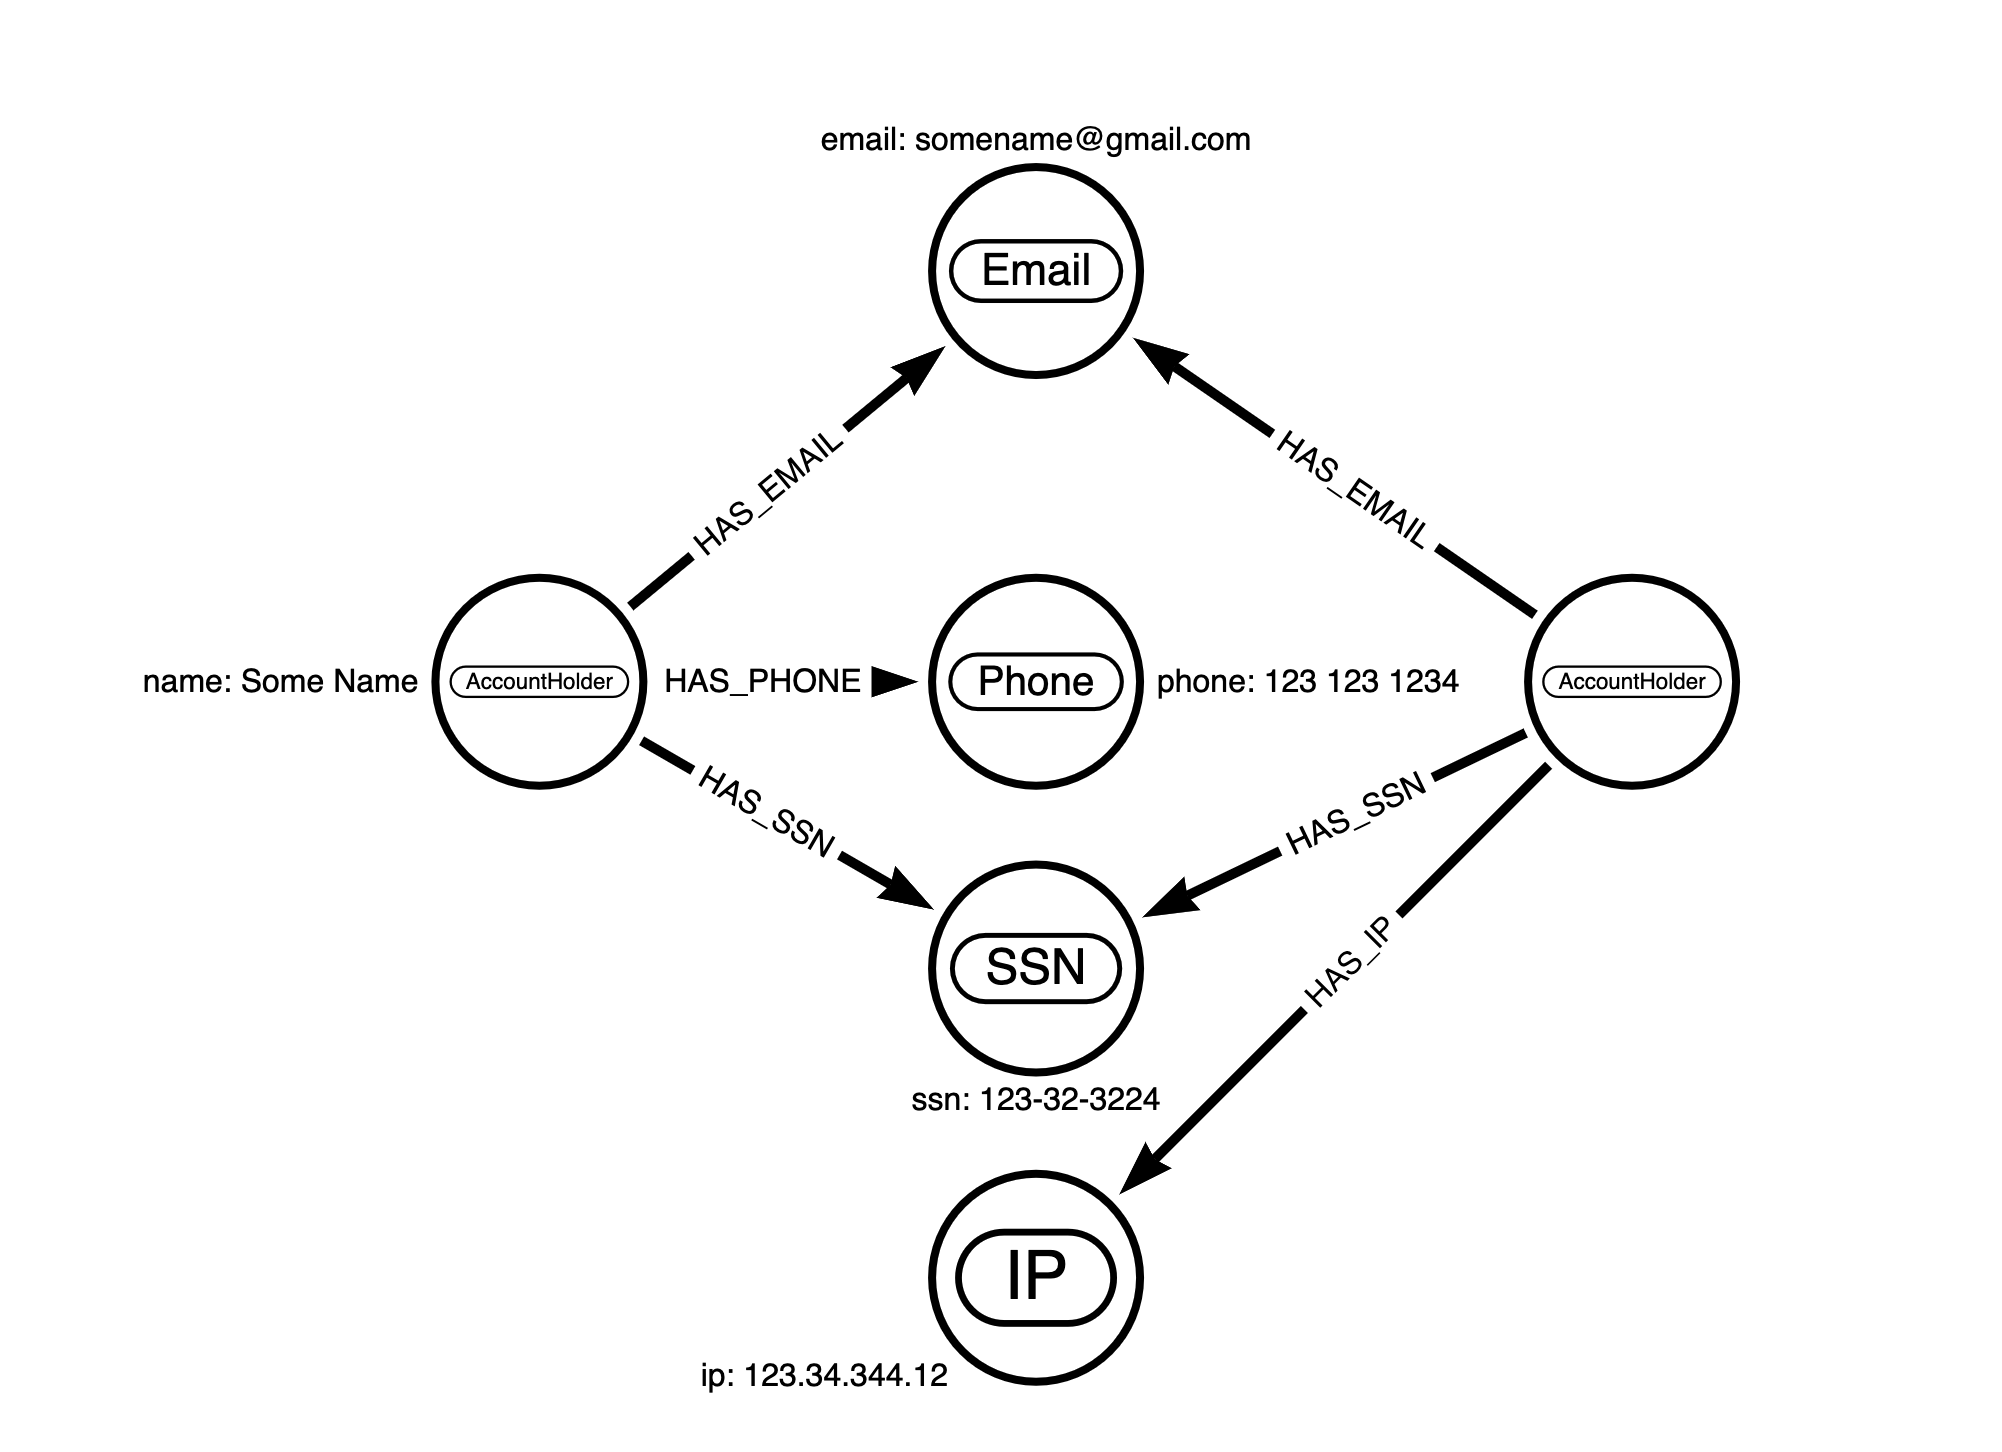 email: somename@gmail.com
Email
HAS_EMAIL
HAS_EMAIL
name: Some Name
AccountHolder
HAS_PHONE
Phone
phone: 123 123 1234
AccountHolder
HAS_SSN
HAS_SSN
SSN
HAS_IP
ssn: 123-32-3224
IP
ip: 123.34.344.12